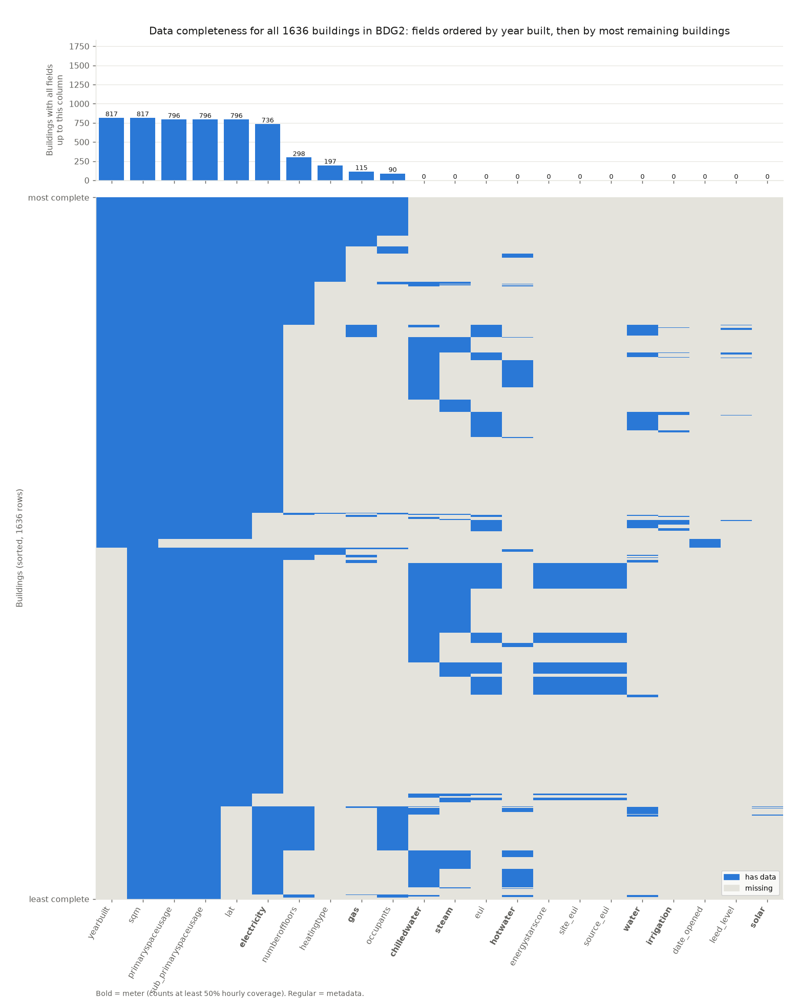 Data completeness for all 1636 buildings in BDG2: fields ordered by year built, then by most remaining buildings
Buildings with all fields
up to this column
1750
1500
1250
1000
750
500
250
0
817
817
796
796
796
736
298
197
115
90
0
0
0
0
0
0
0
0
0
0
0
0
most complete
Buildings (sorted, 1636 rows)
least complete
has data
missing
yearbuilt
sqm
primaryspaceusage
sub_primaryspaceusage
lat
electricity
numberoffloors
heatingtype
gas
occupants
chilledwater
steam
eui
hotwater
energystarscore
site_eui
source_eui
water
irrigation
date_opened
leed_level
solar
Bold = meter (counts at least 50% hourly coverage). Regular = metadata.